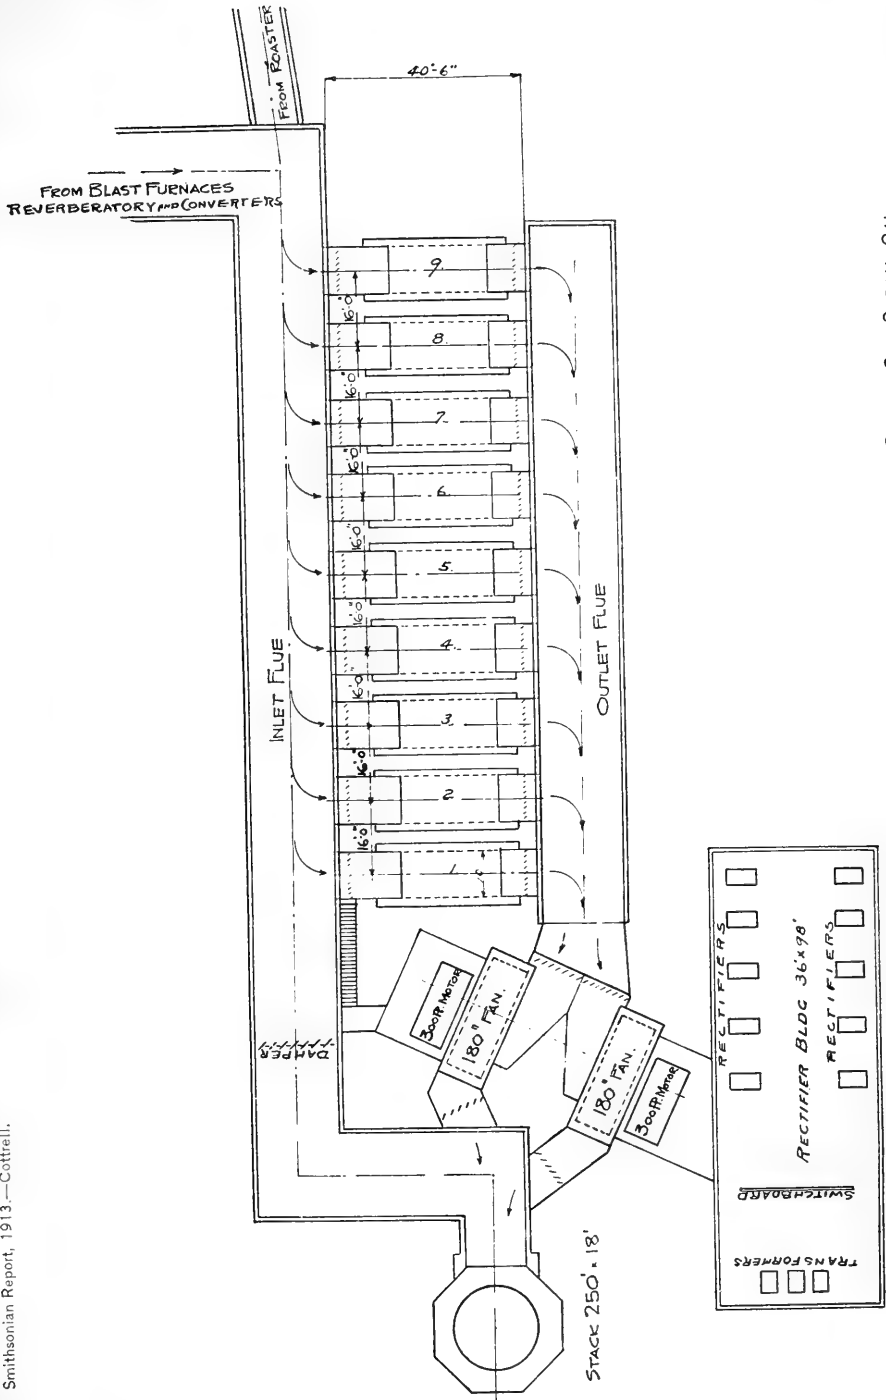 Smithsonian Report, 1913.—Cottrell.
FROM ROASTER
40'-6"
FROM BLAST FURNACES
REVERBERATORY AND CONVERTERS
9
16'-0"
8
16'-0"
7
16'-0"
6
16'-0"
5
16'-0"
4
16'-0"
3
16'-0"
2
16'-0"
1
INLET FLUE
OUTLET FLUE
DAMPER
300 H.P. MOTOR
180" FAN.
180" FAN.
300 H.P. MOTOR
STACK 250' x 18'
RECTIFIERS
RECTIFIER BLDG 36' x 98'
RECTIFIERS
SWITCHBOARD
TRANSFORMERS